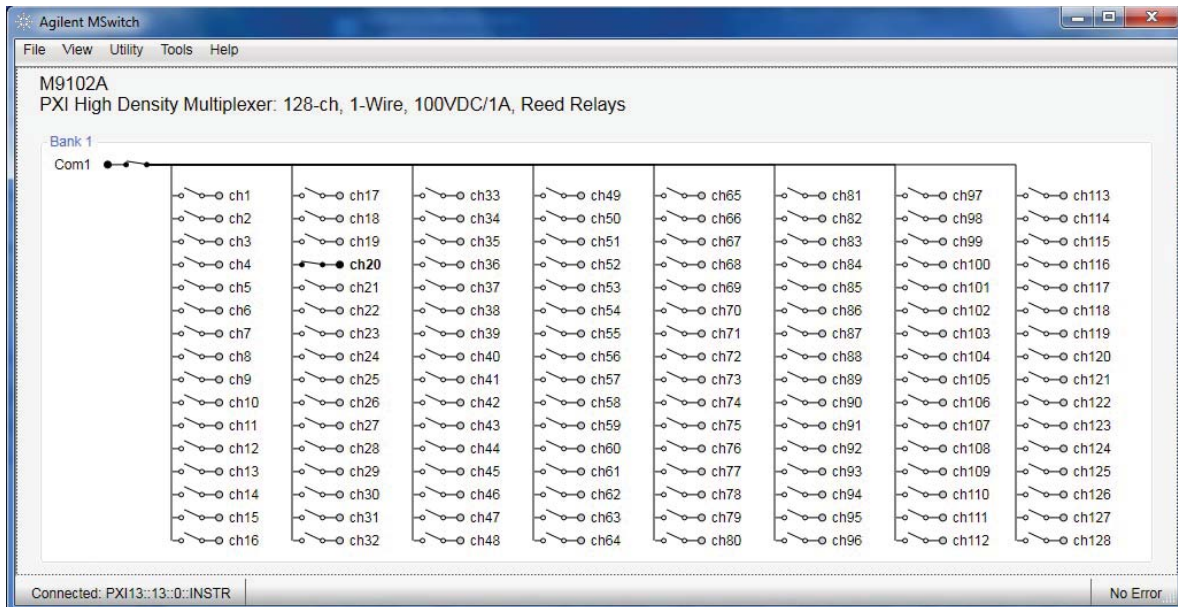 Agilent MSwitch
File View Utility Tools Help
M9102A
PXI High Density Multiplexer: 128-ch, 1-Wire, 100VDC/1A, Reed Relays
Bank 1
Com1
ch1 ch17 ch33 ch49 ch65 ch81 ch97 ch113
ch2 ch18 ch34 ch50 ch66 ch82 ch98 ch114
ch3 ch19 ch35 ch51 ch67 ch83 ch99 ch115
ch4 ch20 ch36 ch52 ch68 ch84 ch100 ch116
ch5 ch21 ch37 ch53 ch69 ch85 ch101 ch117
ch6 ch22 ch38 ch54 ch70 ch86 ch102 ch118
ch7 ch23 ch39 ch55 ch71 ch87 ch103 ch119
ch8 ch24 ch40 ch56 ch72 ch88 ch104 ch120
ch9 ch25 ch41 ch57 ch73 ch89 ch105 ch121
ch10 ch26 ch42 ch58 ch74 ch90 ch106 ch122
ch11 ch27 ch43 ch59 ch75 ch91 ch107 ch123
ch12 ch28 ch44 ch60 ch76 ch92 ch108 ch124
ch13 ch29 ch45 ch61 ch77 ch93 ch109 ch125
ch14 ch30 ch46 ch62 ch78 ch94 ch110 ch126
ch15 ch31 ch47 ch63 ch79 ch95 ch111 ch127
ch16 ch32 ch48 ch64 ch80 ch96 ch112 ch128
Connected: PXI13::13::0::INSTR No Error